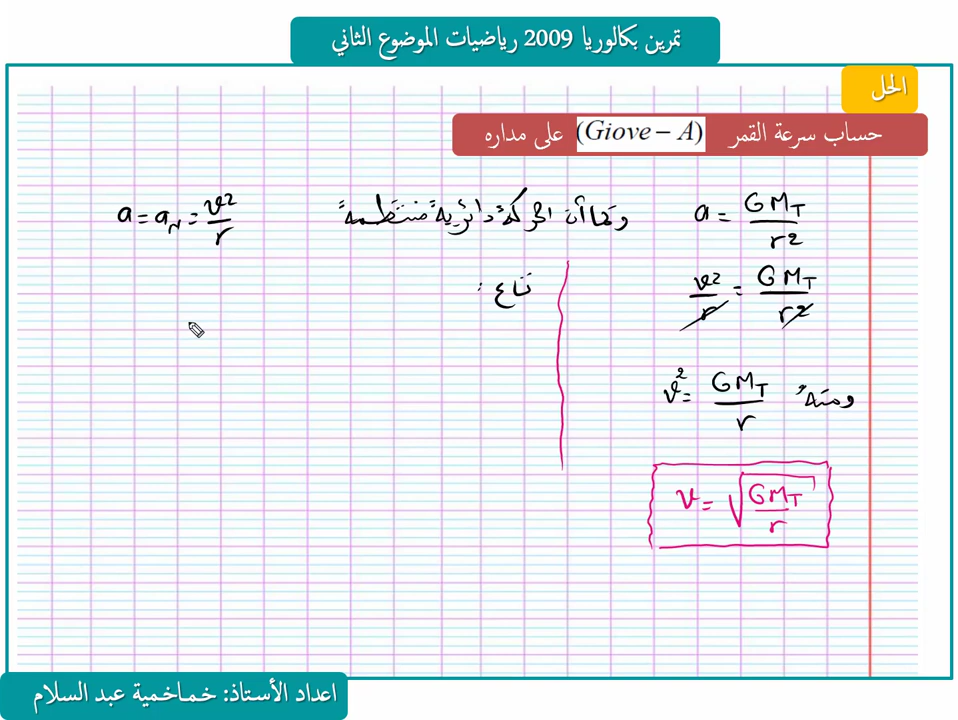 تمرين بكالوريا 2009 رياضيات الموضوع الثاني
الحل
حساب سرعة القمر (Giove − A) على مداره
a = GM_T / r² وبما أن الحركة دائرية منتظمة a = a_N = v² / r
v² / r = GM_T / r²
ت ع :
ومنه v² = GM_T / r
v = √(GM_T / r)
اعداد الأستاذ: خماخمية عبد السلام